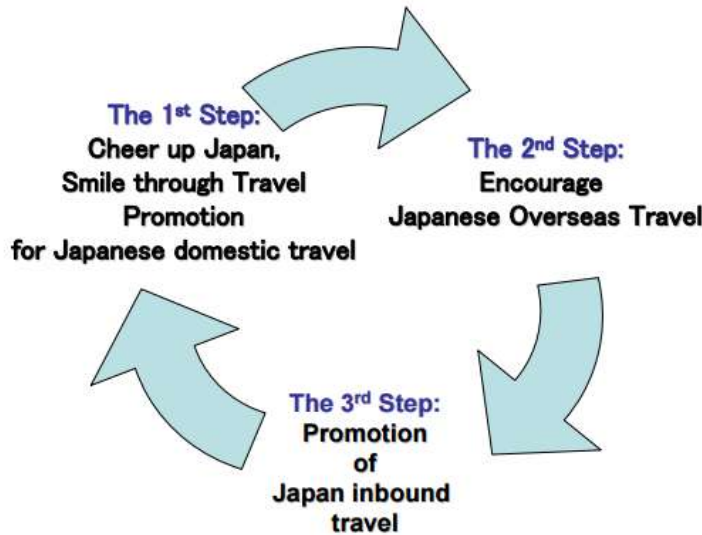 The 1st Step:
Cheer up Japan,
Smile through Travel
Promotion
for Japanese domestic travel
The 2nd Step:
Encourage
Japanese Overseas Travel
The 3rd Step:
Promotion
of
Japan inbound
travel